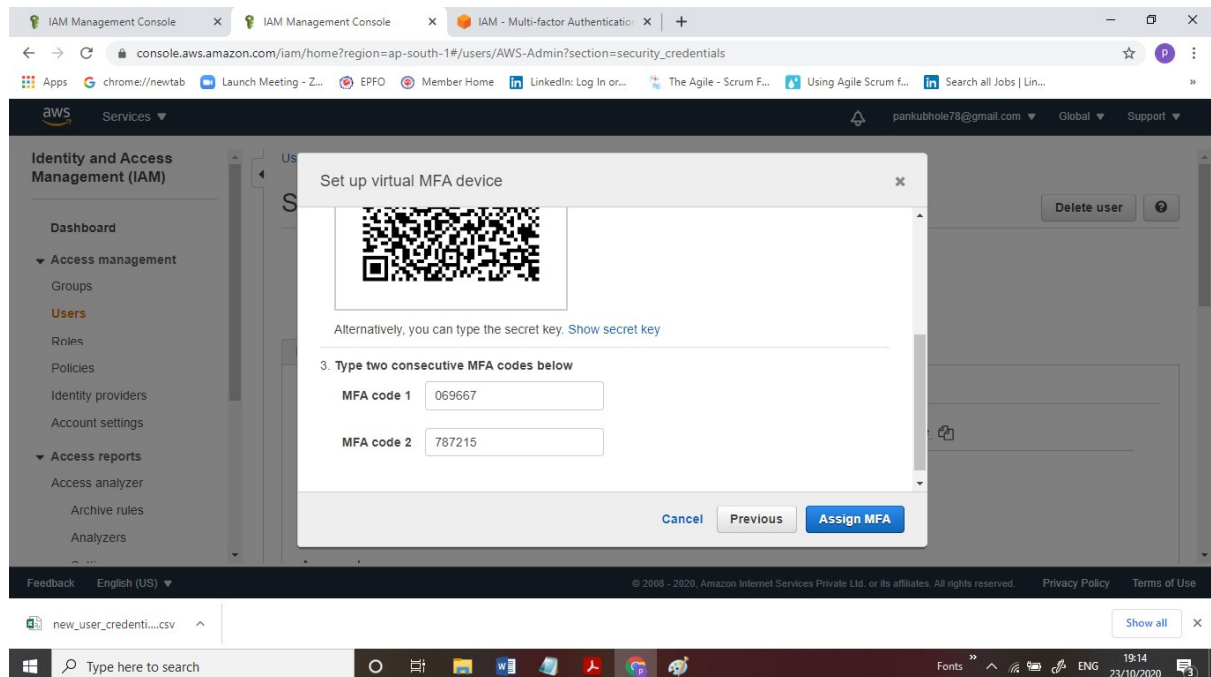 IAM Management Console
IAM Management Console
IAM - Multi-factor Authentication
console.aws.amazon.com/iam/home?region=ap-south-1#/users/AWS-Admin?section=security_credentials
P
Apps chrome://newtab Launch Meeting - Z... EPFO Member Home LinkedIn: Log In or... The Agile - Scrum F... Using Agile Scrum f... Search all Jobs | Lin... »
aws Services pankubhole78@gmail.com Global Support
Identity and Access
Management (IAM)
Dashboard
Access management
Groups
Users
Roles
Policies
Identity providers
Account settings
Access reports
Access analyzer
Archive rules
Analyzers
Us
S
Delete user
Set up virtual MFA device
Alternatively, you can type the secret key. Show secret key
3. Type two consecutive MFA codes below
MFA code 1 069667
MFA code 2 787215
Cancel Previous Assign MFA
Feedback English (US) © 2008 - 2020, Amazon Internet Services Private Ltd. or its affiliates. All rights reserved. Privacy Policy Terms of Use
new_user_credenti....csv Show all
Type here to search Fonts » ENG 19:14
23/10/2020